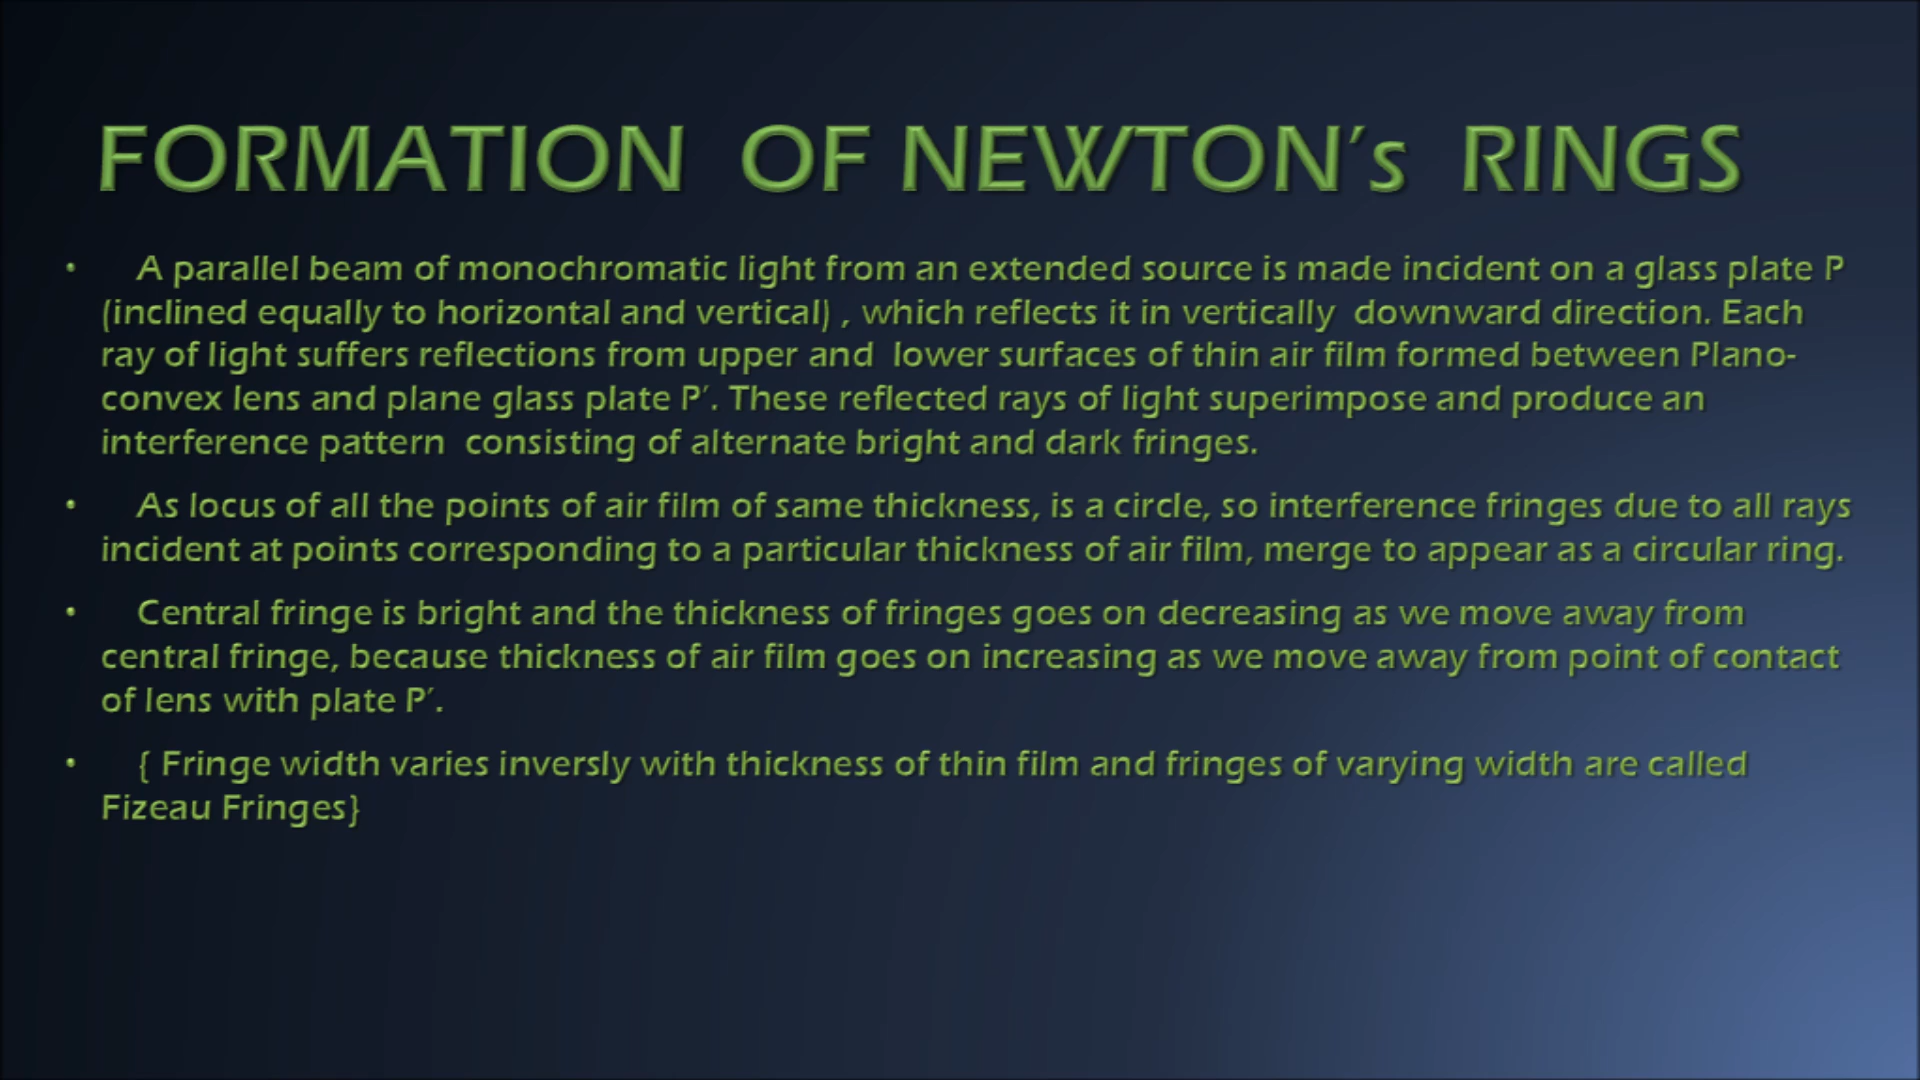 FORMATION OF NEWTON's RINGS
• A parallel beam of monochromatic light from an extended source is made incident on a glass plate P
(inclined equally to horizontal and vertical) , which reflects it in vertically downward direction. Each
ray of light suffers reflections from upper and lower surfaces of thin air film formed between Plano-
convex lens and plane glass plate P′. These reflected rays of light superimpose and produce an
interference pattern consisting of alternate bright and dark fringes.
• As locus of all the points of air film of same thickness, is a circle, so interference fringes due to all rays
incident at points corresponding to a particular thickness of air film, merge to appear as a circular ring.
• Central fringe is bright and the thickness of fringes goes on decreasing as we move away from
central fringe, because thickness of air film goes on increasing as we move away from point of contact
of lens with plate P′.
• { Fringe width varies inversly with thickness of thin film and fringes of varying width are called
Fizeau Fringes}